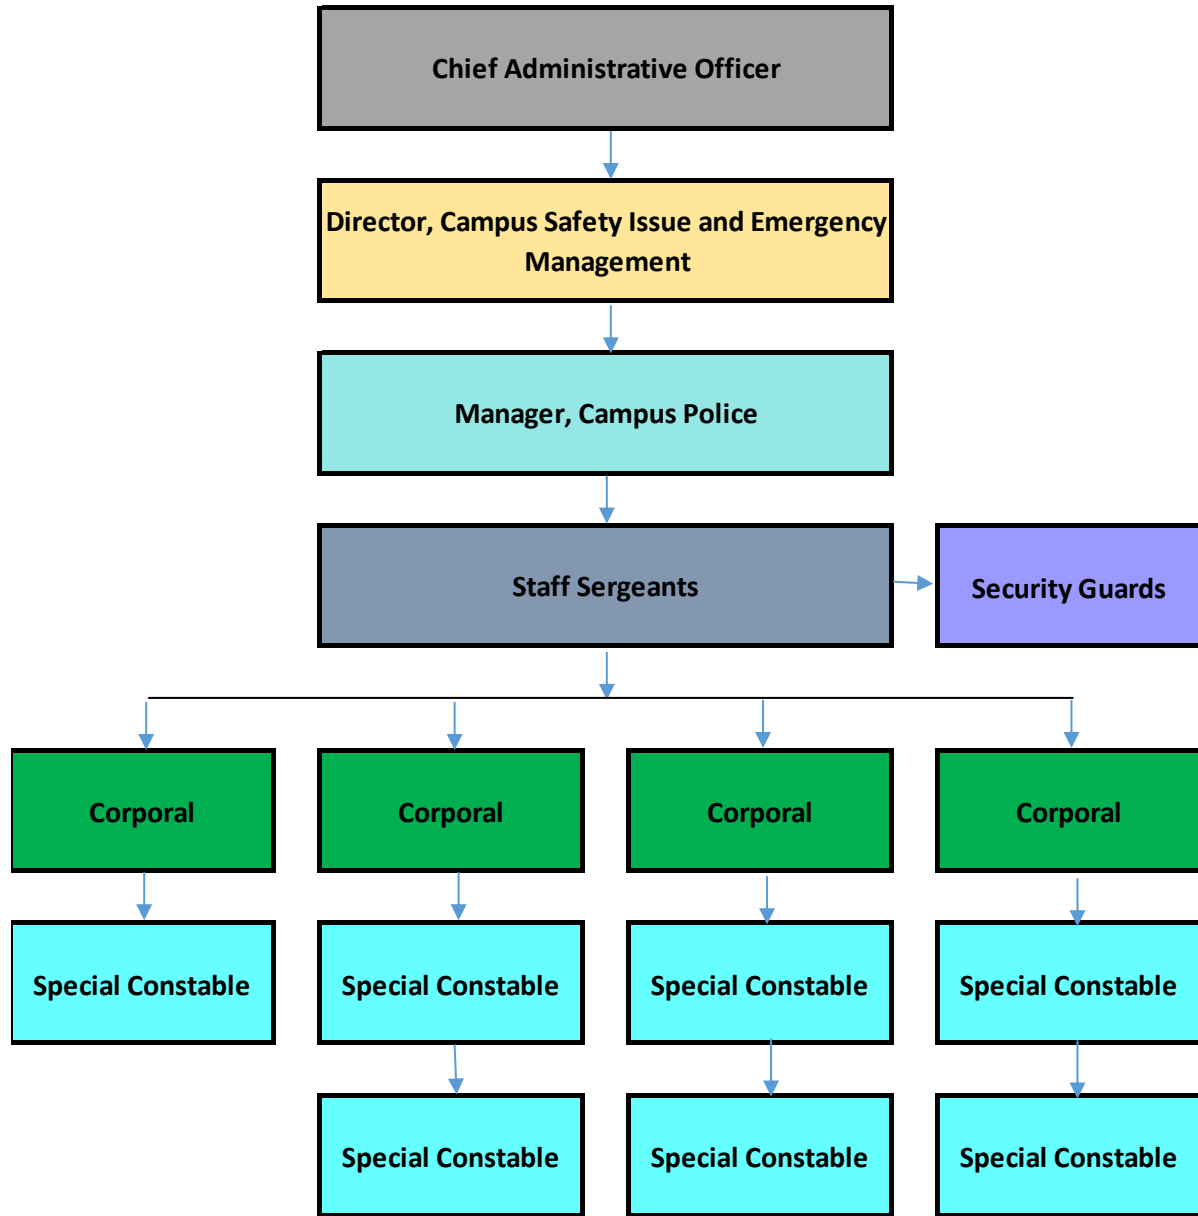 Chief Administrative Officer
Director, Campus Safety Issue and Emergency
Management
Manager, Campus Police
Staff Sergeants
Security Guards
Corporal
Corporal
Corporal
Corporal
Special Constable
Special Constable
Special Constable
Special Constable
Special Constable
Special Constable
Special Constable